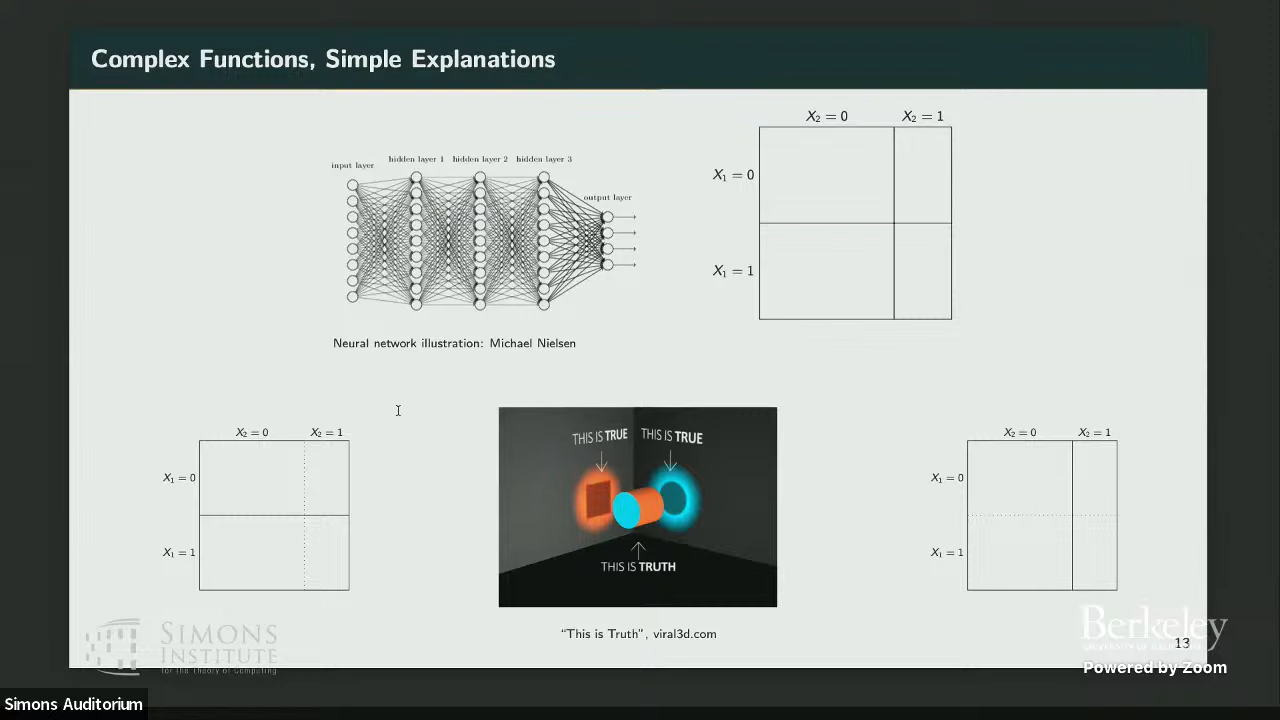 Complex Functions, Simple Explanations
X₂ = 0 X₂ = 1
input layer hidden layer 1 hidden layer 2 hidden layer 3
output layer
X₁ = 0
X₁ = 1
Neural network illustration: Michael Nielsen
X₂ = 0 X₂ = 1
X₁ = 0
X₁ = 1
THIS IS TRUE THIS IS TRUE
THIS IS TRUTH
X₂ = 0 X₂ = 1
X₁ = 0
X₁ = 1
"This is Truth", viral3d.com
SIMONS
INSTITUTE
for the Theory of Computing
Berkeley
UNIVERSITY OF CALIFORNIA
13
Powered by Zoom
Simons Auditorium